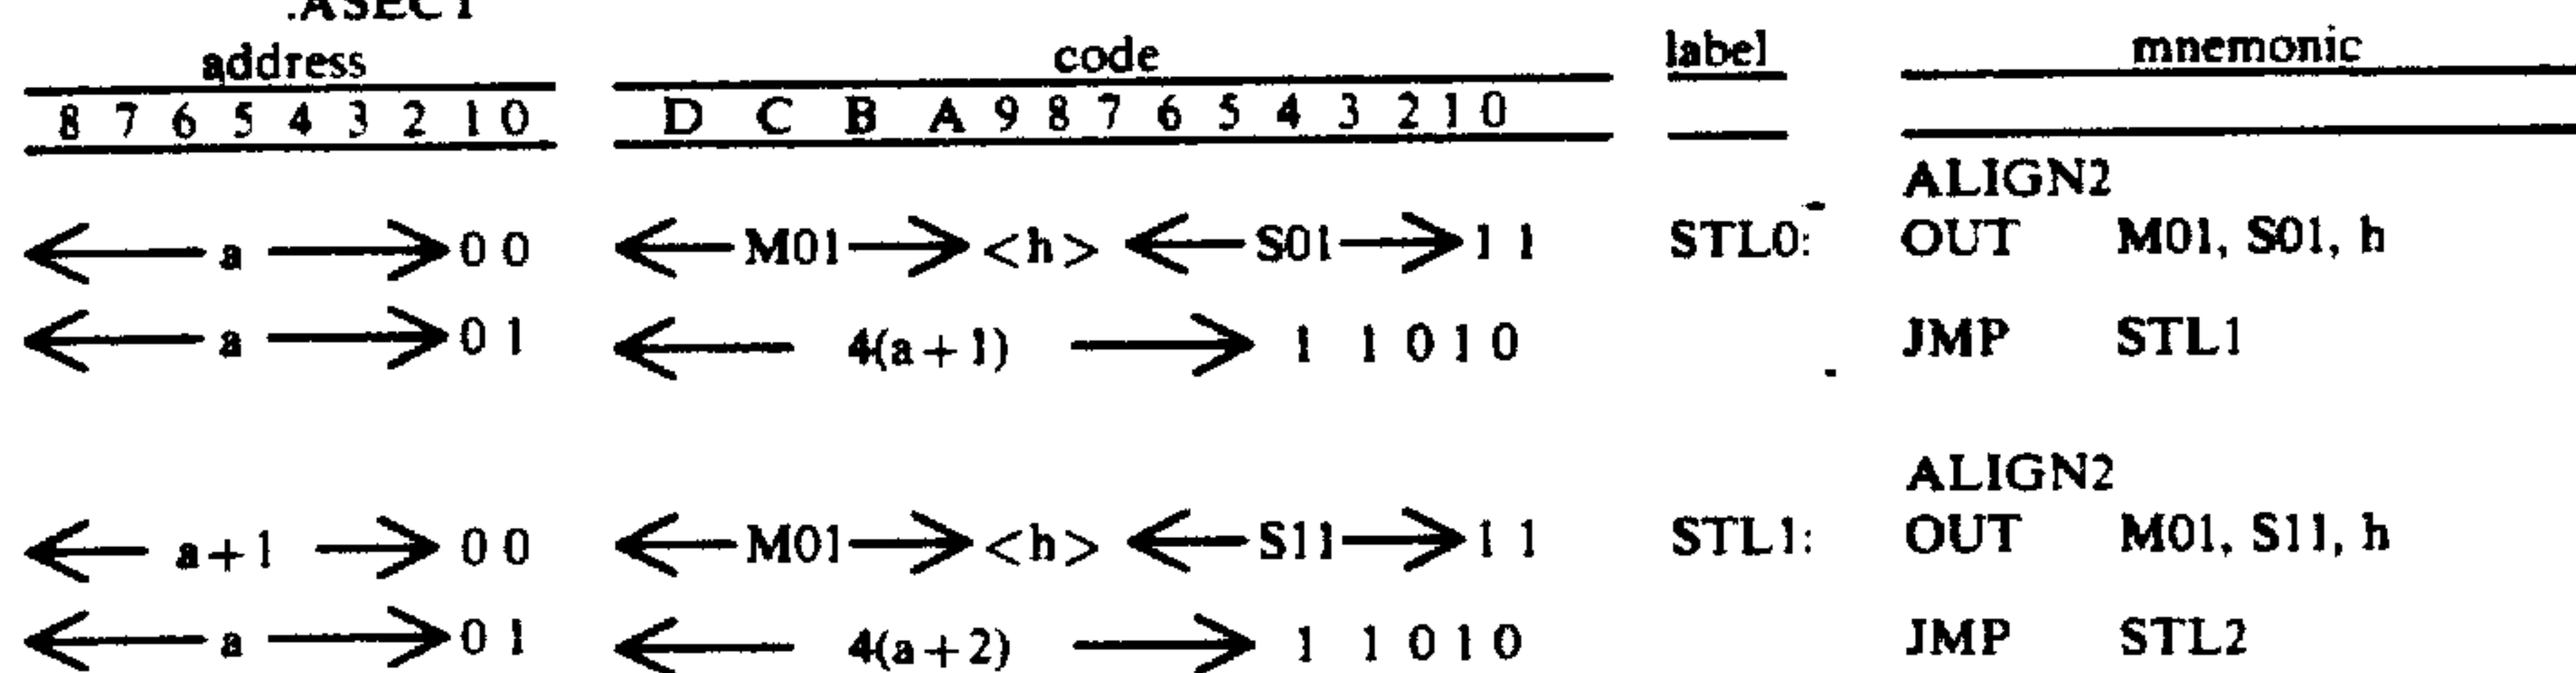 .ASECT
address code label mnemonic
8 7 6 5 4 3 2 1 0 D C B A 9 8 7 6 5 4 3 2 1 0
ALIGN2
← a → 0 0 ← M01 → <h> ← S01 → 1 1 STL0: OUT M01, S01, h
← a → 0 1 ← 4(a + 1) → 1 1 0 1 0 JMP STL1
ALIGN2
← a + 1 → 0 0 ← M01 → <h> ← S11 → 1 1 STL1: OUT M01, S11, h
← a → 0 1 ← 4(a + 2) → 1 1 0 1 0 JMP STL2